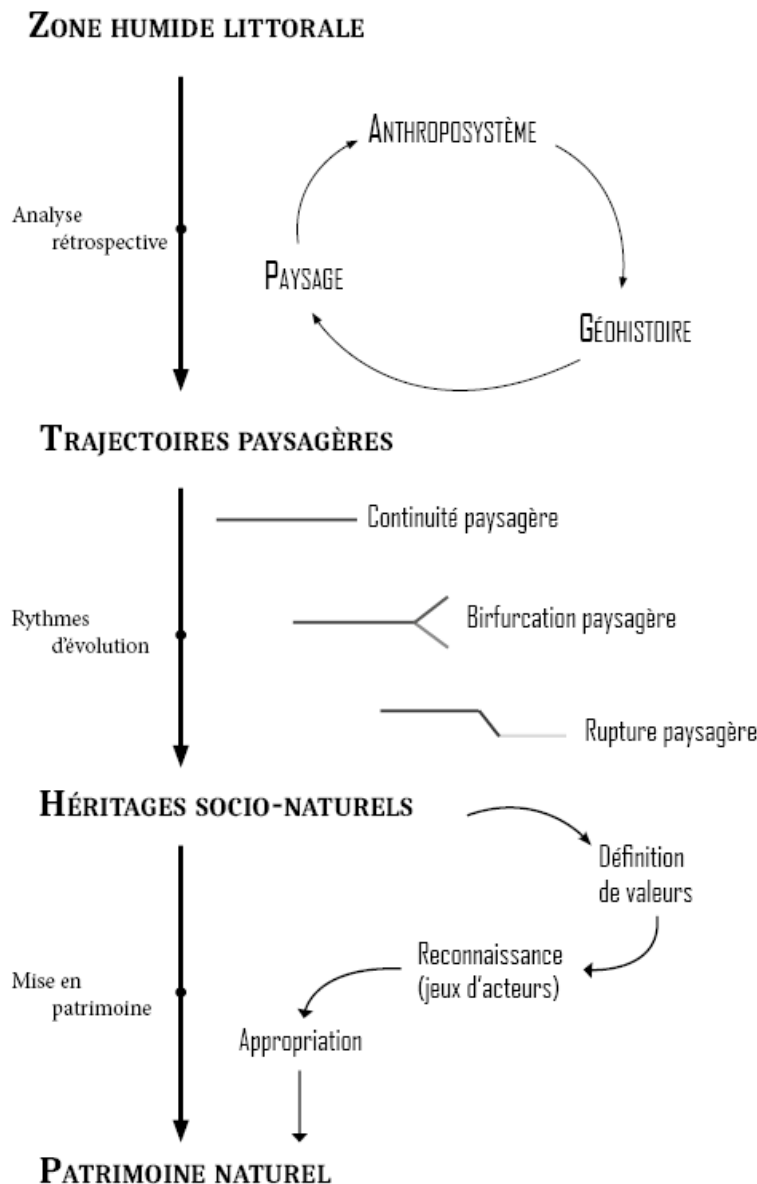 ZONE HUMIDE LITTORALE
ANTHROPOSYSTÈME
Analyse
rétrospective
PAYSAGE
GÉOHISTOIRE
TRAJECTOIRES PAYSAGÈRES
Continuité paysagère
Rythmes
d'évolution
Birfurcation paysagère
Rupture paysagère
HÉRITAGES SOCIO-NATURELS
Définition
de valeurs
Reconnaissance
(jeux d'acteurs)
Mise en
patrimoine
Appropriation
PATRIMOINE NATUREL